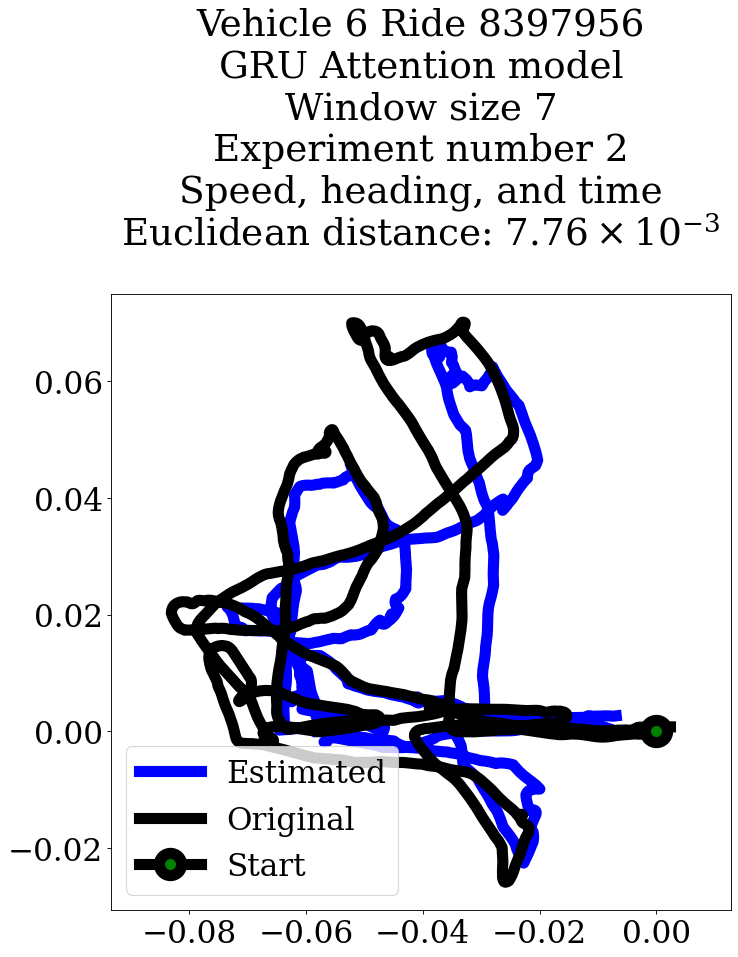 Vehicle 6 Ride 8397956
GRU Attention model
Window size 7
Experiment number 2
Speed, heading, and time
Euclidean distance: 7.76 × 10⁻³
0.06
0.04
0.02
0.00
−0.02
Estimated
Original
Start
−0.08 −0.06 −0.04 −0.02 0.00